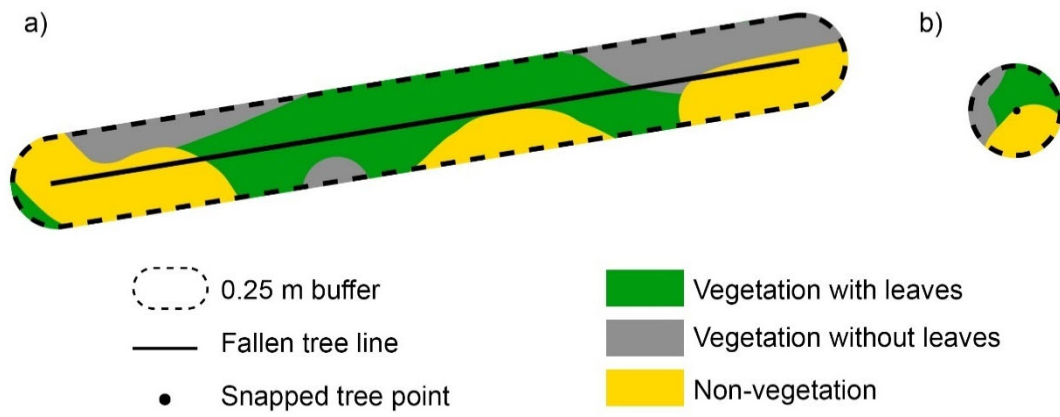 a)
b)
0.25 m buffer
Fallen tree line
Snapped tree point
Vegetation with leaves
Vegetation without leaves
Non-vegetation